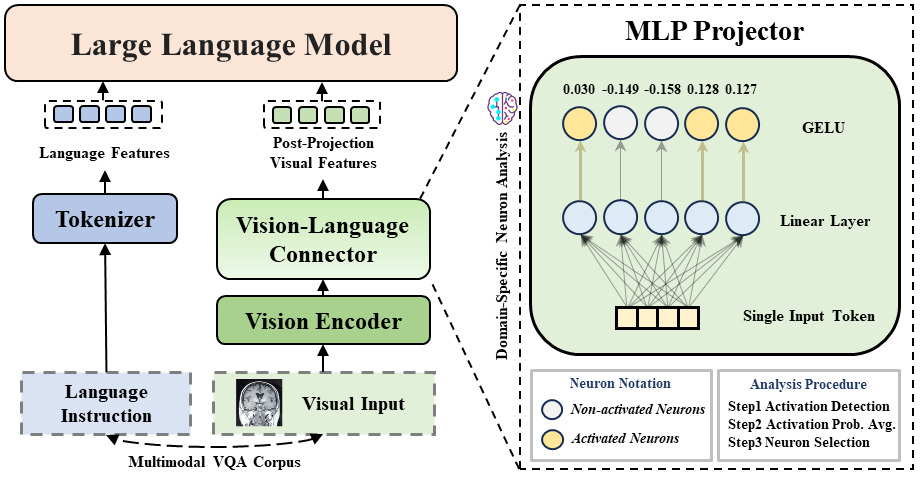 Large Language Model
Language Features
Post-Projection
Visual Features
Tokenizer
Vision-Language
Connector
Vision Encoder
Language
Instruction
Visual Input
Multimodal VQA Corpus
Domain-Specific Neuron Analysis
MLP Projector
0.030 -0.149 -0.158 0.128 0.127
GELU
Linear Layer
Single Input Token
Neuron Notation
Non-activated Neurons
Activated Neurons
Analysis Procedure
Step1 Activation Detection
Step2 Activation Prob. Avg.
Step3 Neuron Selection